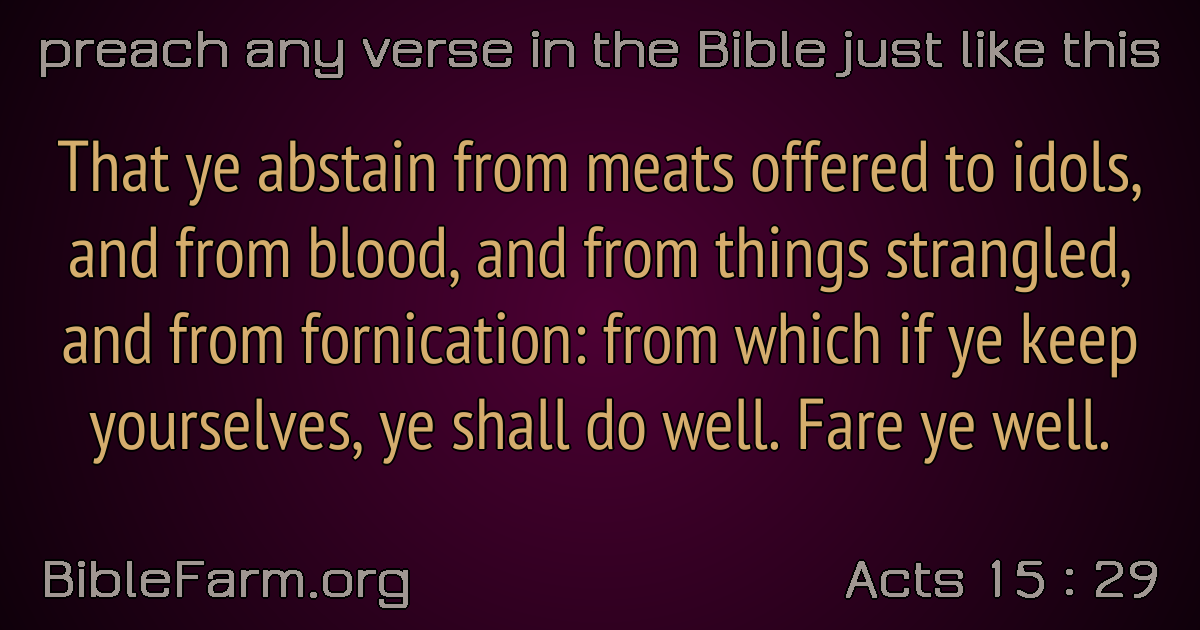 preach any verse in the Bible just like this
That ye abstain from meats offered to idols,
and from blood, and from things strangled,
and from fornication: from which if ye keep
yourselves, ye shall do well. Fare ye well.
BibleFarm.org
Acts 15 : 29